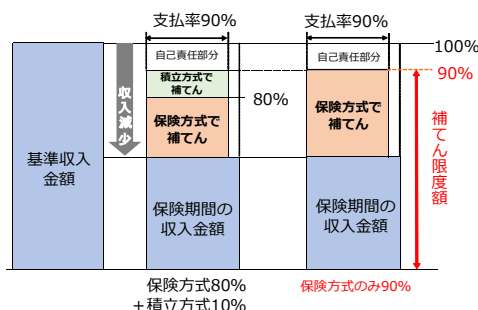 支払率90%
支払率90%
100%
自己責任部分
自己責任部分
90%
積立方式で
補てん
80%
収入減少
保険方式で
補てん
保険方式で
補てん
補てん限度額
基準収入
金額
保険期間の
収入金額
保険期間の
収入金額
保険方式80%
＋積立方式10%
保険方式のみ90%